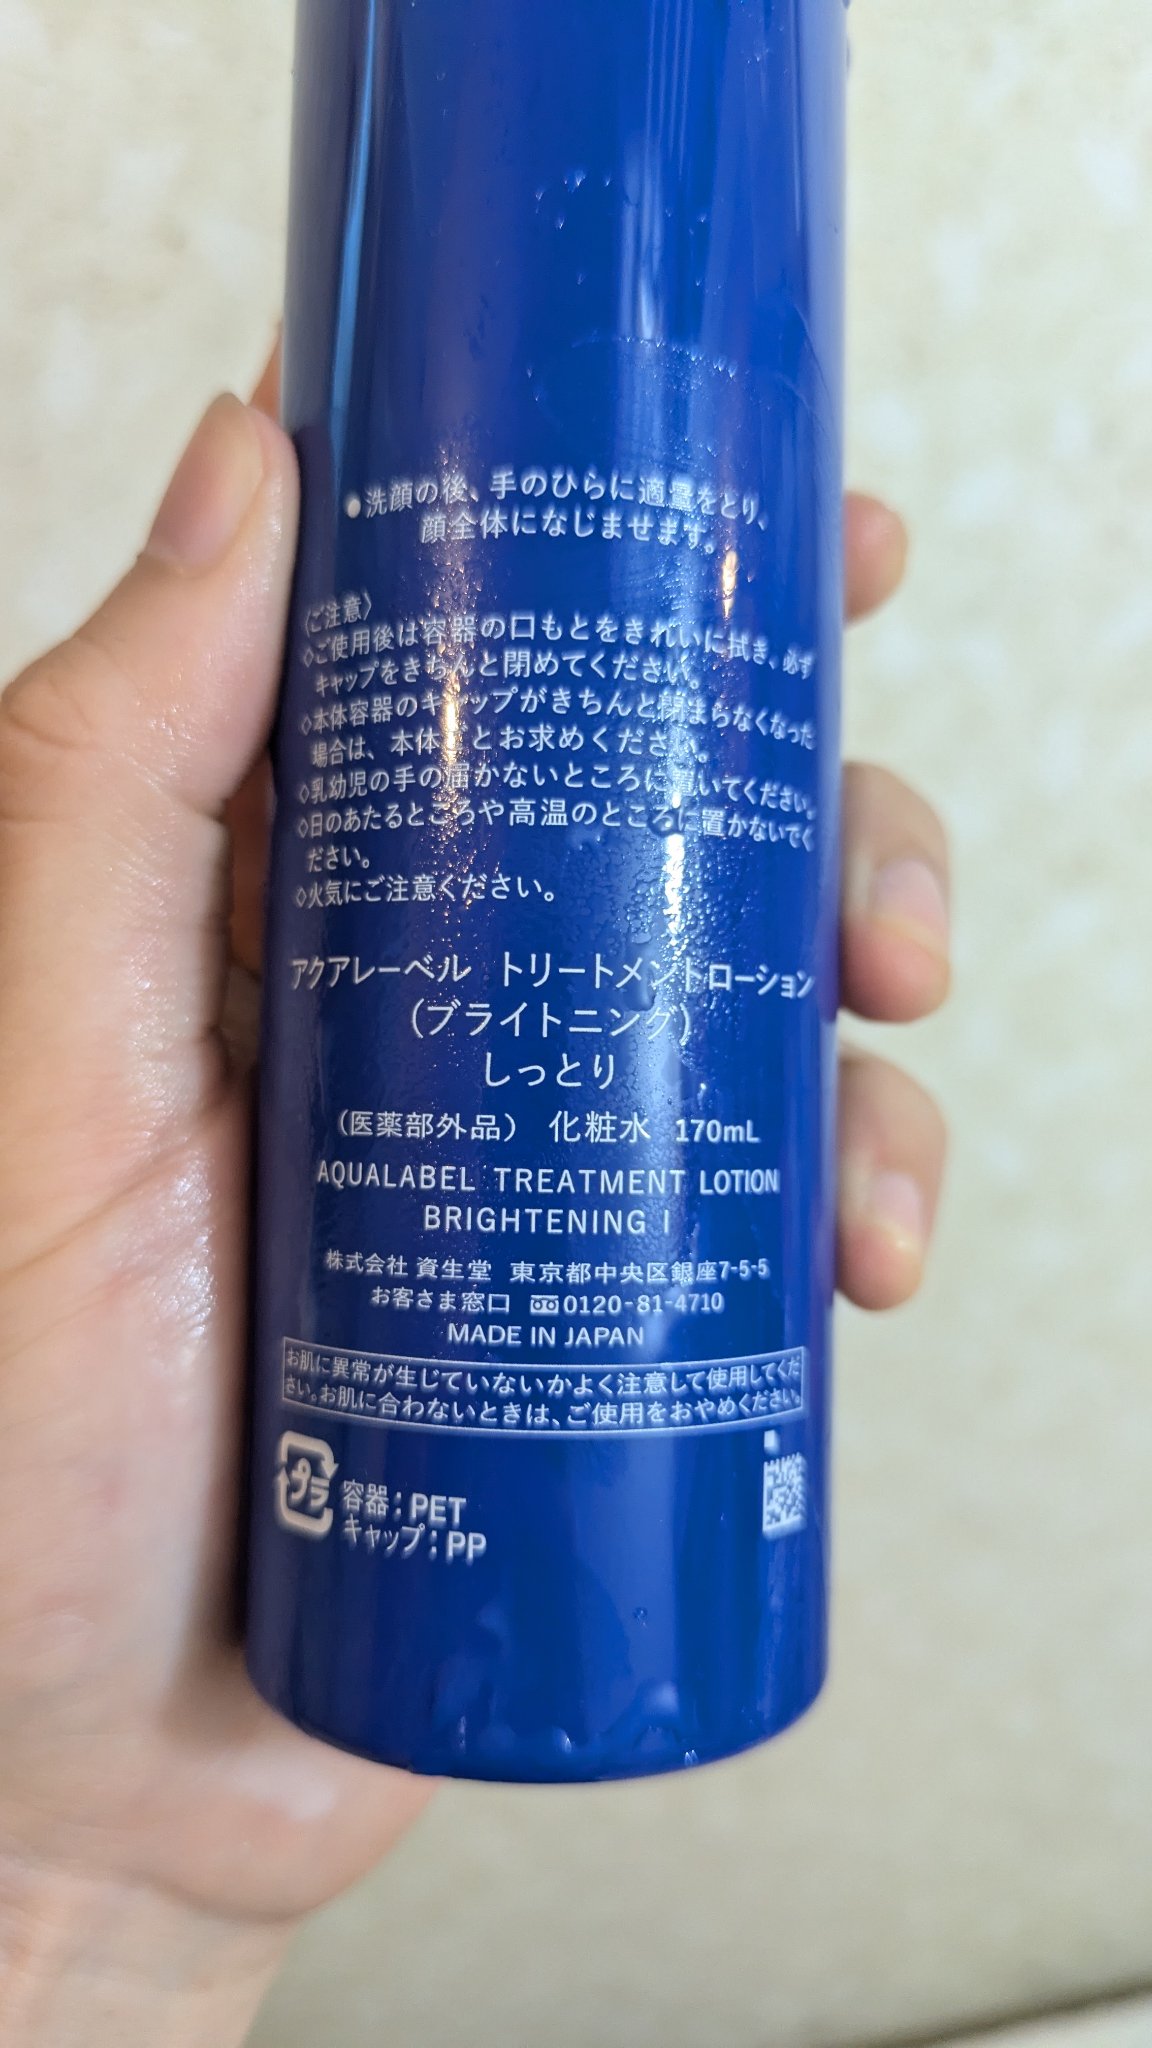 ●洗顔の後、手のひらに適量をとり、
顔全体になじませます。
〈ご注意〉
◇ご使用後は容器の口もとをきれいに拭き、必ず
キャップをきちんと閉めてください。
◇本体容器のキャップがきちんと閉まらなくなった
場合は、本体ごとお求めください。
◇乳幼児の手の届かないところに置いてください。
◇日のあたるところや高温のところに置かないでく
ださい。
◇火気にご注意ください。
アクアレーベル トリートメントローション
(ブライトニング)
しっとり
(医薬部外品) 化粧水 170mL
AQUALABEL TREATMENT LOTION
BRIGHTENING I
株式会社 資生堂 東京都中央区銀座7-5-5
お客さま窓口 0120-81-4710
MADE IN JAPAN
お肌に異常が生じていないかよく注意して使用してくだ
さい。お肌に合わないときは、ご使用をおやめください。
プラ
容器:PET
キャップ:PP